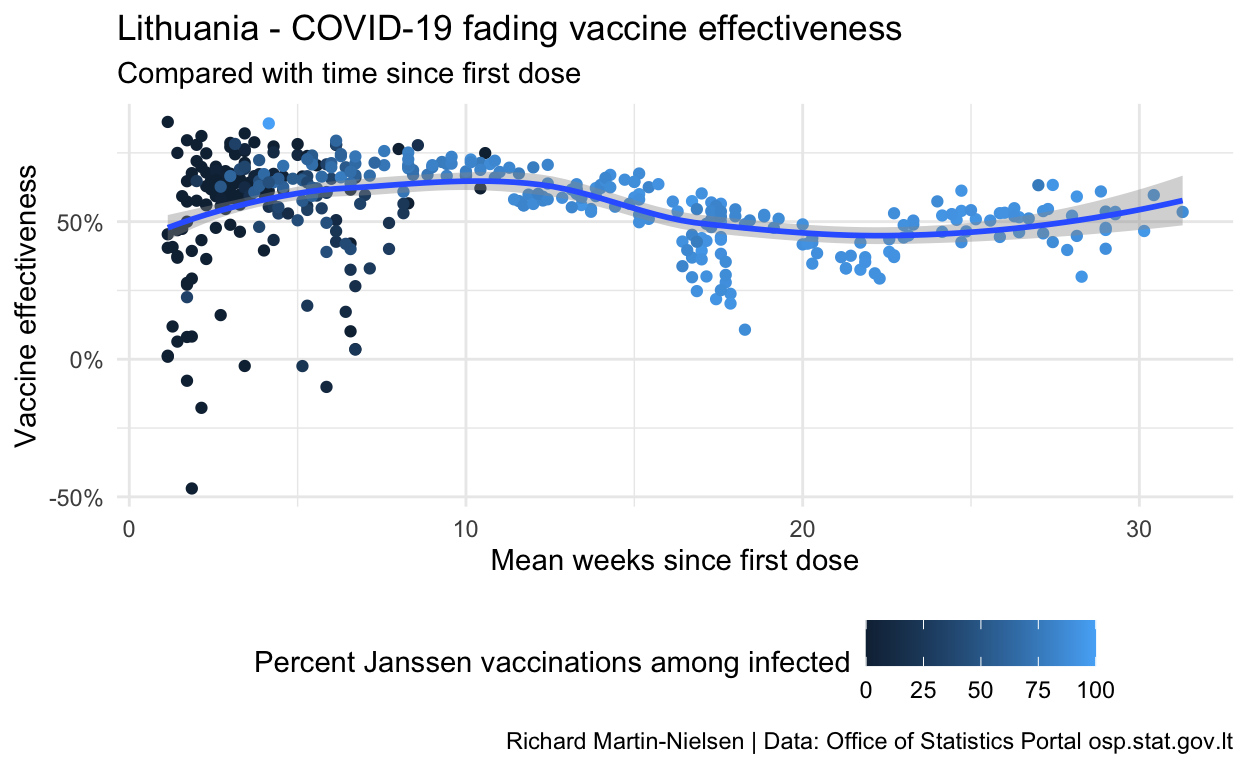 Lithuania - COVID-19 fading vaccine effectiveness
Compared with time since first dose
Vaccine effectiveness
50%
0%
-50%
0 10 20 30
Mean weeks since first dose
Percent Janssen vaccinations among infected
0 25 50 75 100
Richard Martin-Nielsen | Data: Office of Statistics Portal osp.stat.gov.lt